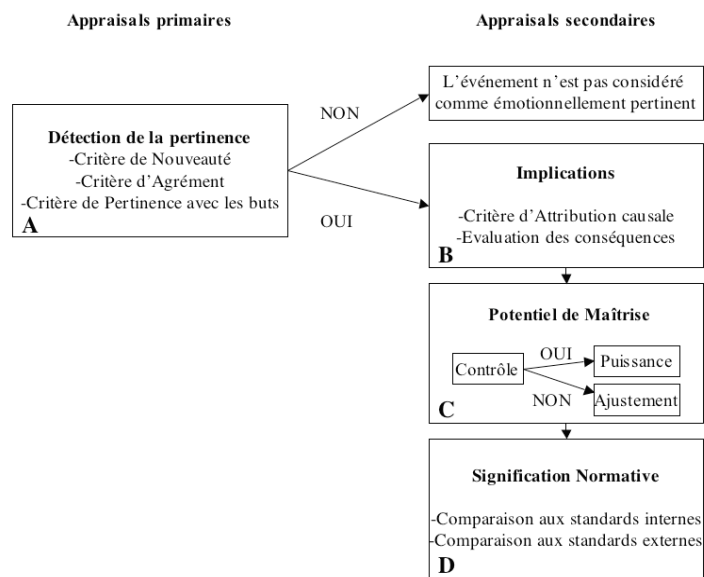 Appraisals primaires
Appraisals secondaires
L'événement n'est pas considéré
comme émotionnellement pertinent
NON
Détection de la pertinence
-Critère de Nouveauté
-Critère d'Agrément
-Critère de Pertinence avec les buts
A
OUI
Implications
-Critère d'Attribution causale
-Evaluation des conséquences
B
Potentiel de Maîtrise
Contrôle
OUI
Puissance
NON
Ajustement
C
Signification Normative
-Comparaison aux standards internes
-Comparaison aux standards externes
D